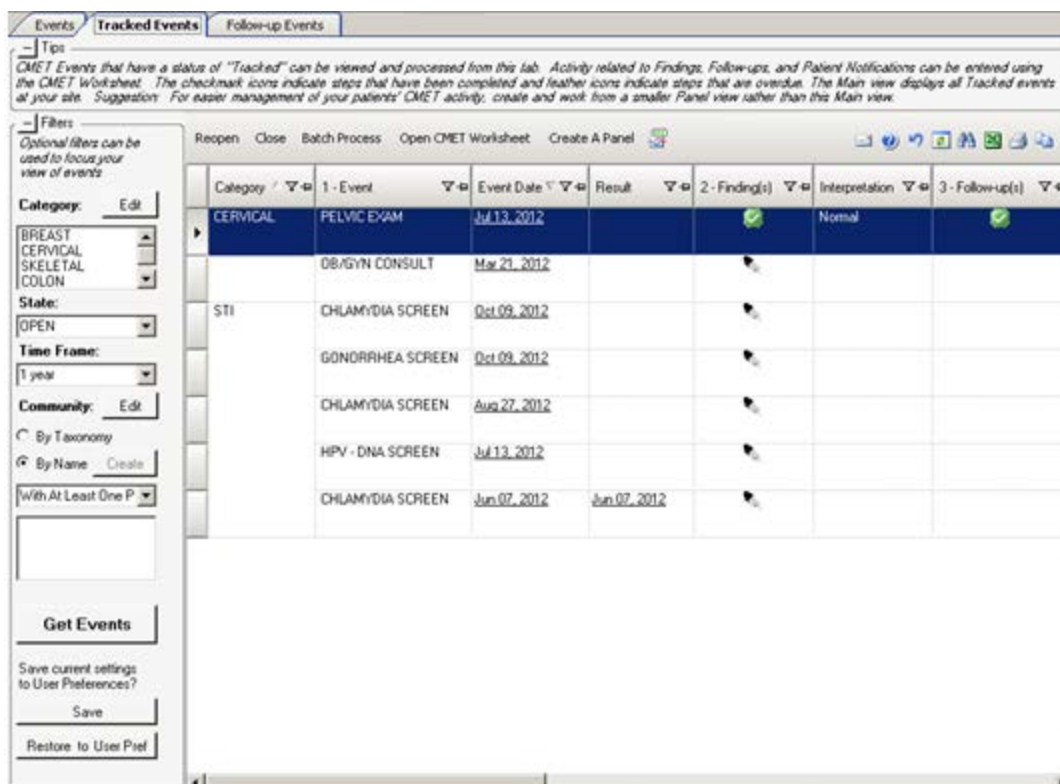 Events Tracked Events Follow-up Events
Tips
CMET Events that have a status of "Tracked" can be viewed and processed from this tab. Activity related to Findings, Follow-ups, and Patient Notifications can be entered using
the CMET Worksheet. The checkmark icons indicate steps that have been completed and feather icons indicate steps that are overdue. The Main view displays all Tracked events
at your site. Suggestion: For easier management of your patients' CMET activity, create and work from a smaller Panel view rather than this Main view.
Filters
Optional filters can be
used to focus your
view of events
Category: Edit
BREAST
CERVICAL
SKELETAL
COLON
State:
OPEN
Time Frame:
1 year
Community: Edit
By Taxonomy
By Name Create
With At Least One P
Get Events
Save current settings
to User Preferences?
Save
Restore to User Pref
Reopen Close Batch Process Open CMET Worksheet Create A Panel
Category 1 - Event Event Date Result 2 - Finding(s) Interpretation 3 - Follow-up(s)
CERVICAL PELVIC EXAM Jul 13, 2012 Normal
OB/GYN CONSULT Mar 21, 2012
STI CHLAMYDIA SCREEN Oct 09, 2012
GONORRHEA SCREEN Oct 09, 2012
CHLAMYDIA SCREEN Aug 27, 2012
HPV - DNA SCREEN Jul 13, 2012
CHLAMYDIA SCREEN Jun 07, 2012 Jun 07, 2012